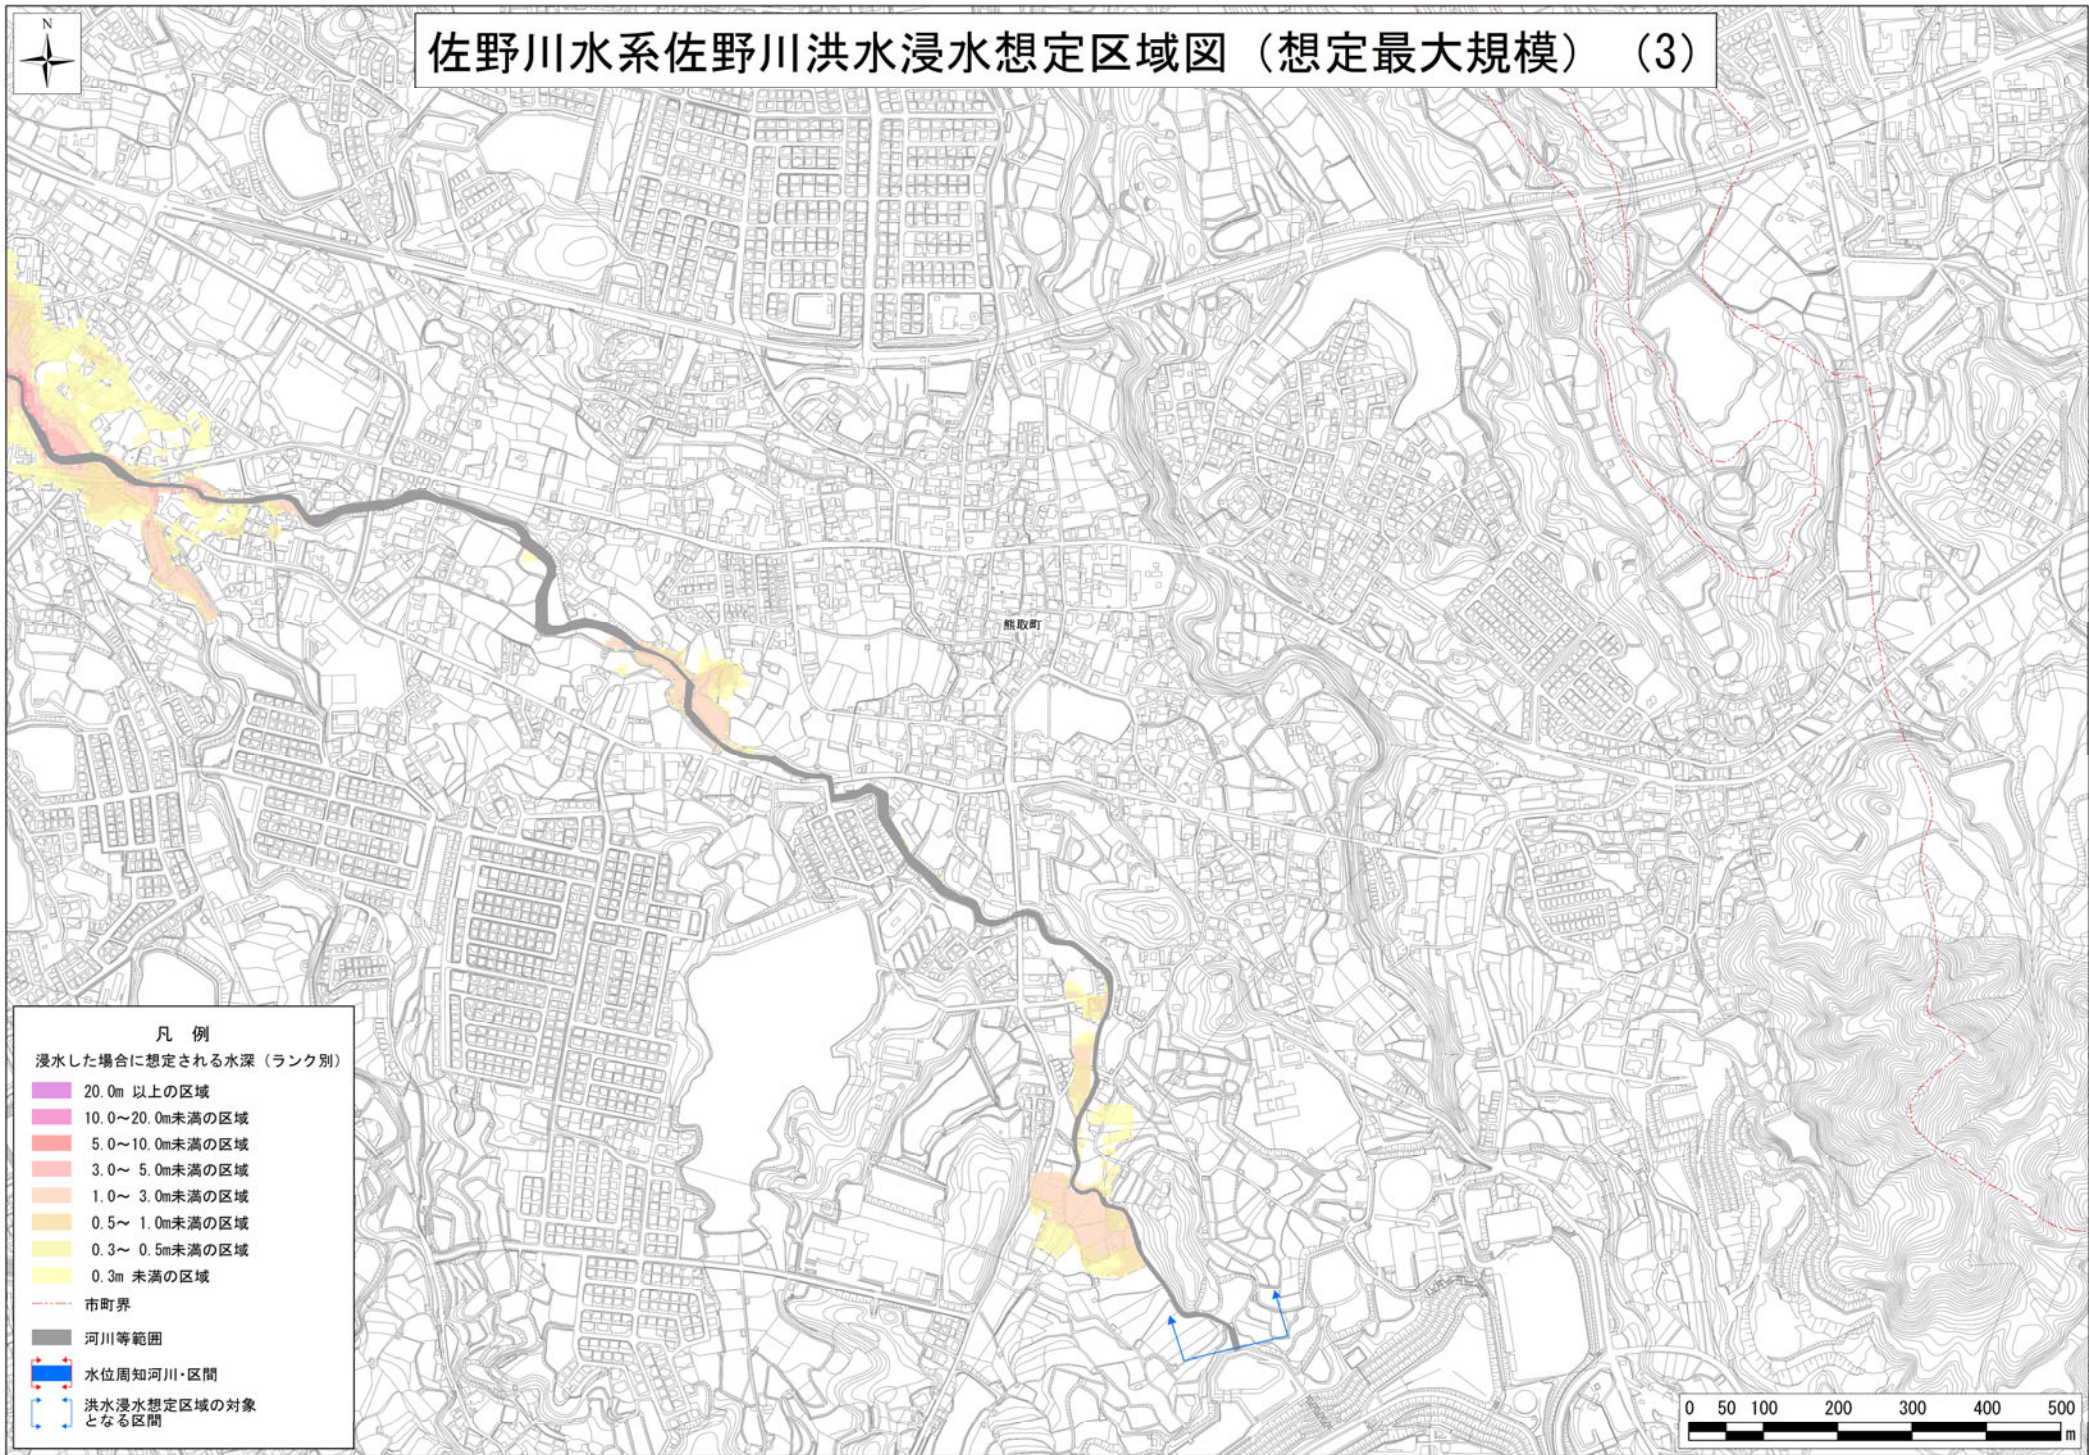 N
佐野川水系佐野川洪水浸水想定区域図（想定最大規模）（3）
熊取町
凡 例
浸水した場合に想定される水深（ランク別）
20.0m 以上の区域
10.0～20.0m未満の区域
5.0～10.0m未満の区域
3.0～ 5.0m未満の区域
1.0～ 3.0m未満の区域
0.5～ 1.0m未満の区域
0.3～ 0.5m未満の区域
0.3m 未満の区域
市町界
河川等範囲
水位周知河川・区間
洪水浸水想定区域の対象
となる区間
0 50 100 200 300 400 500
m